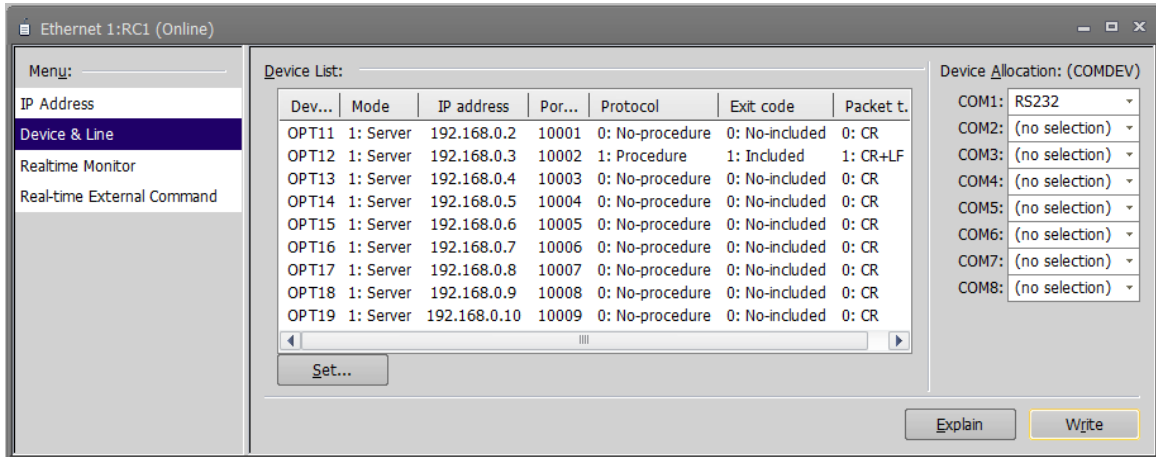 Ethernet 1:RC1 (Online)
Menu:
IP Address
Device & Line
Realtime Monitor
Real-time External Command
Device List:
Dev... Mode IP address Por... Protocol Exit code Packet t.
OPT11 1: Server 192.168.0.2 10001 0: No-procedure 0: No-included 0: CR
OPT12 1: Server 192.168.0.3 10002 1: Procedure 1: Included 1: CR+LF
OPT13 1: Server 192.168.0.4 10003 0: No-procedure 0: No-included 0: CR
OPT14 1: Server 192.168.0.5 10004 0: No-procedure 0: No-included 0: CR
OPT15 1: Server 192.168.0.6 10005 0: No-procedure 0: No-included 0: CR
OPT16 1: Server 192.168.0.7 10006 0: No-procedure 0: No-included 0: CR
OPT17 1: Server 192.168.0.8 10007 0: No-procedure 0: No-included 0: CR
OPT18 1: Server 192.168.0.9 10008 0: No-procedure 0: No-included 0: CR
OPT19 1: Server 192.168.0.10 10009 0: No-procedure 0: No-included 0: CR
Set...
Device Allocation: (COMDEV)
COM1: RS232
COM2: (no selection)
COM3: (no selection)
COM4: (no selection)
COM5: (no selection)
COM6: (no selection)
COM7: (no selection)
COM8: (no selection)
Explain Write